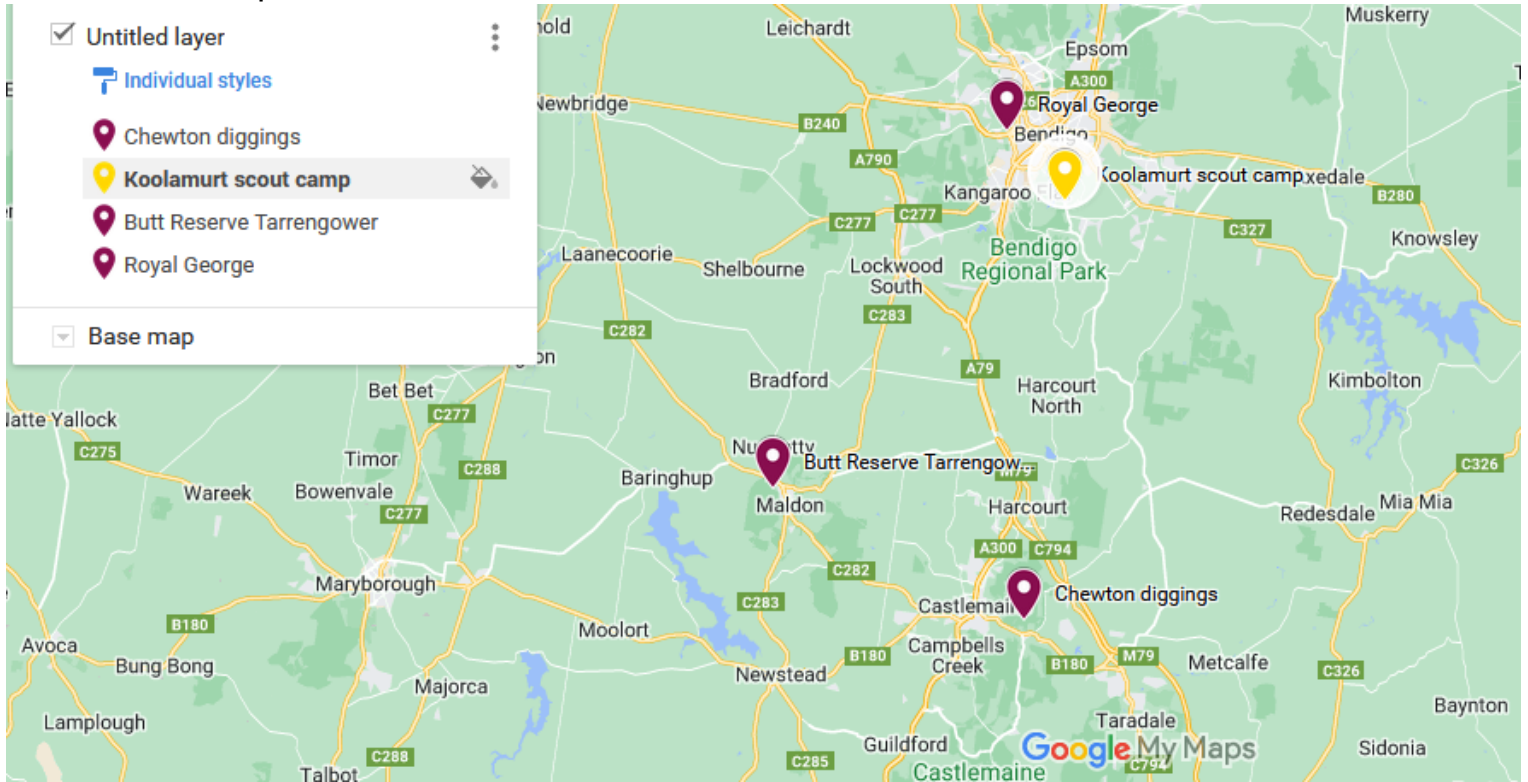 Untitled layer
Individual styles
Chewton diggings
Koolamurt scout camp
Butt Reserve Tarrengower
Royal George
Base map
Leichardt
Muskerry
Epsom
A300
Newbridge
Royal George
B240
Bendigo
A790
Koolamurt scout camp
Kangaroo
B280
C277
C277
C327
Knowsley
Laanecoorie
Shelbourne
Lockwood
South
Bendigo
Regional Park
C283
C282
A79
Bet Bet
Bradford
Harcourt
North
Kimbolton
C277
C275
Timor
C288
Butt Reserve Tarrengow...
M79
C326
Baringhup
Wareek
Bowenvale
C277
Maldon
Harcourt
Redesdale
Mia Mia
A300
C794
C282
Maryborough
C283
Chewton diggings
B180
Moolort
Avoca
Bung Bong
Campbells
Creek
B180
B180
M79
Metcalfe
C326
Newstead
Majorca
Baynton
Lamplough
Taradale
Guildford
Google My Maps
Sidonia
C288
C285
C794
Talbot
Castlemaine